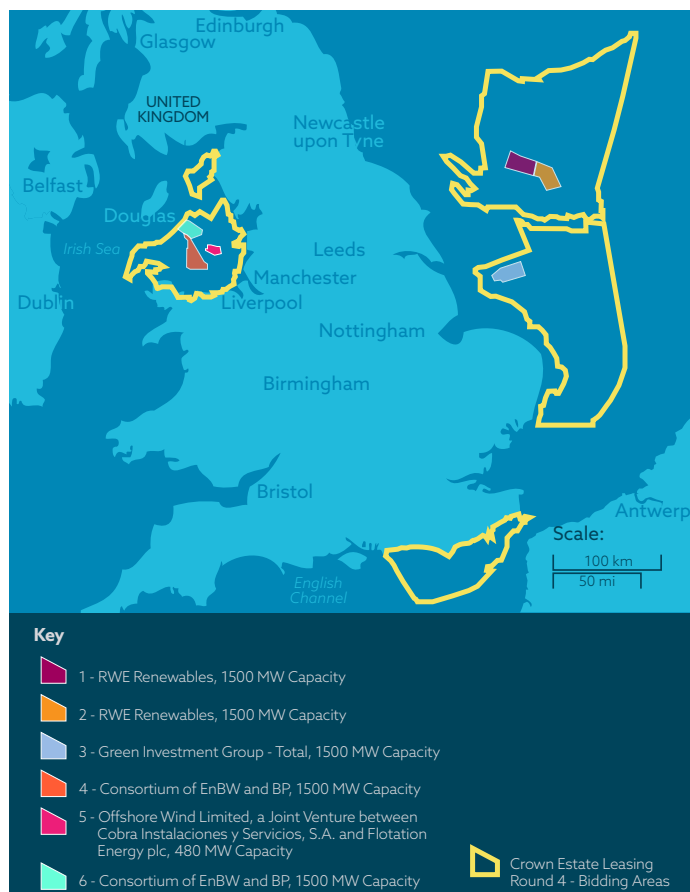 Edinburgh
Glasgow
UNITED
KINGDOM
Newcastle
upon Tyne
Belfast
Douglas
Irish Sea
Leeds
Manchester
Dublin
Liverpool
Nottingham
Birmingham
Bristol
Antwerp
Scale:
100 km
50 mi
English
Channel
Key
1 - RWE Renewables, 1500 MW Capacity
2 - RWE Renewables, 1500 MW Capacity
3 - Green Investment Group - Total, 1500 MW Capacity
4 - Consortium of EnBW and BP, 1500 MW Capacity
5 - Offshore Wind Limited, a Joint Venture between
Cobra Instalaciones y Servicios, S.A. and Flotation
Energy plc, 480 MW Capacity
6 - Consortium of EnBW and BP, 1500 MW Capacity
Crown Estate Leasing
Round 4 - Bidding Areas